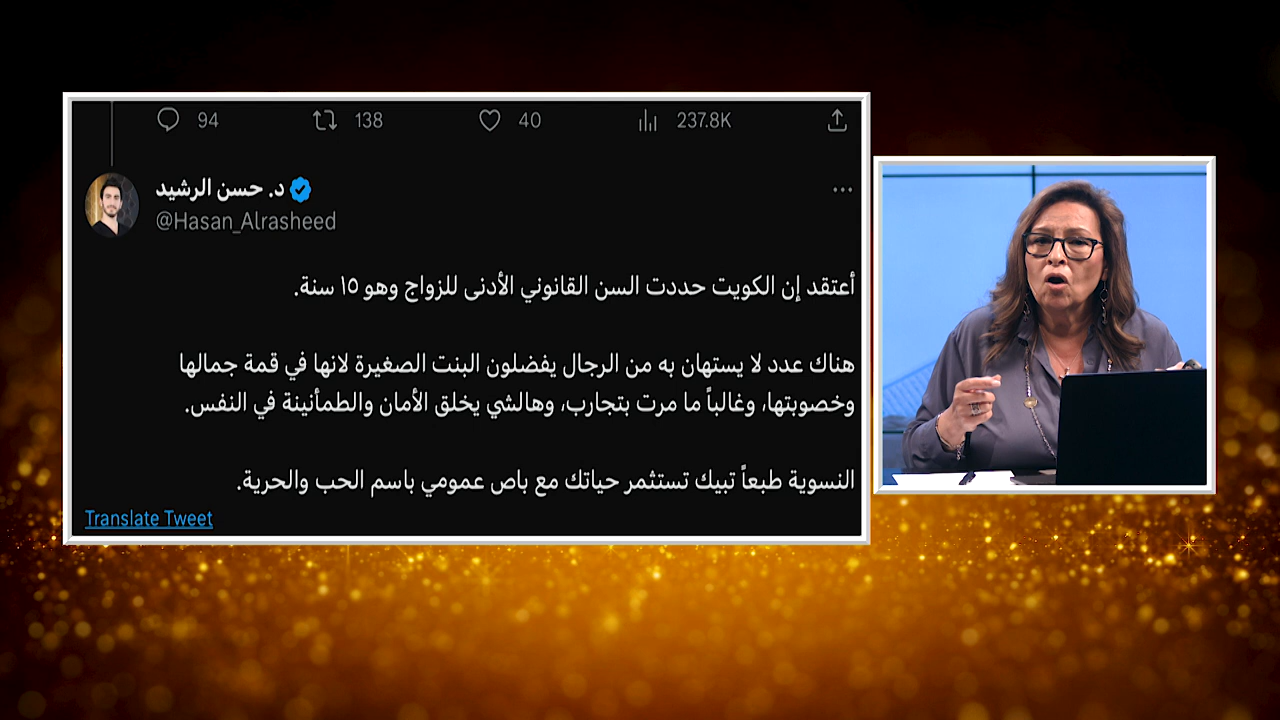 94 138 40 237.8K
د. حسن الرشيد
@Hasan_Alrasheed
أعتقد إن الكويت حددت السن القانوني الأدنى للزواج وهو ١٥ سنة.
هناك عدد لا يستهان به من الرجال يفضلون البنت الصغيرة لانها في قمة جمالها
وخصوبتها، وغالباً ما مرت بتجارب، وهالشي يخلق الأمان والطمأنينة في النفس.
النسوية طبعاً تبيك تستثمر حياتك مع باص عمومي باسم الحب والحرية.
Translate Tweet